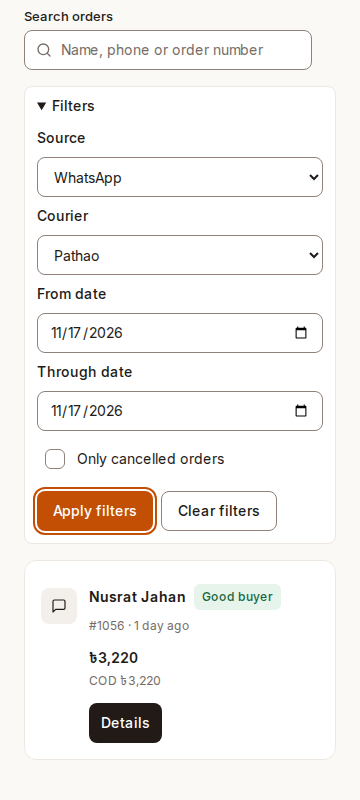 Search orders
Name, phone or order number
▼ Filters
Source
WhatsApp
Courier
Pathao
From date
11/17/2026
Through date
11/17/2026
Only cancelled orders
Apply filters Clear filters
Nusrat Jahan Good buyer
#1056 · 1 day ago
৳3,220
COD ৳3,220
Details